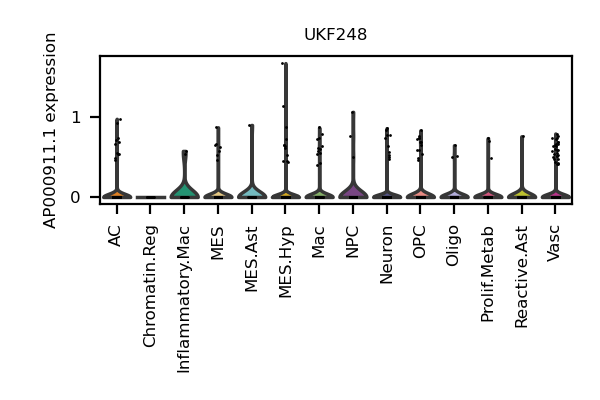 UKF248
AP000911.1 expression
1
0
AC
Chromatin.Reg
Inflammatory.Mac
MES
MES.Ast
MES.Hyp
Mac
NPC
Neuron
OPC
Oligo
Prolif.Metab
Reactive.Ast
Vasc